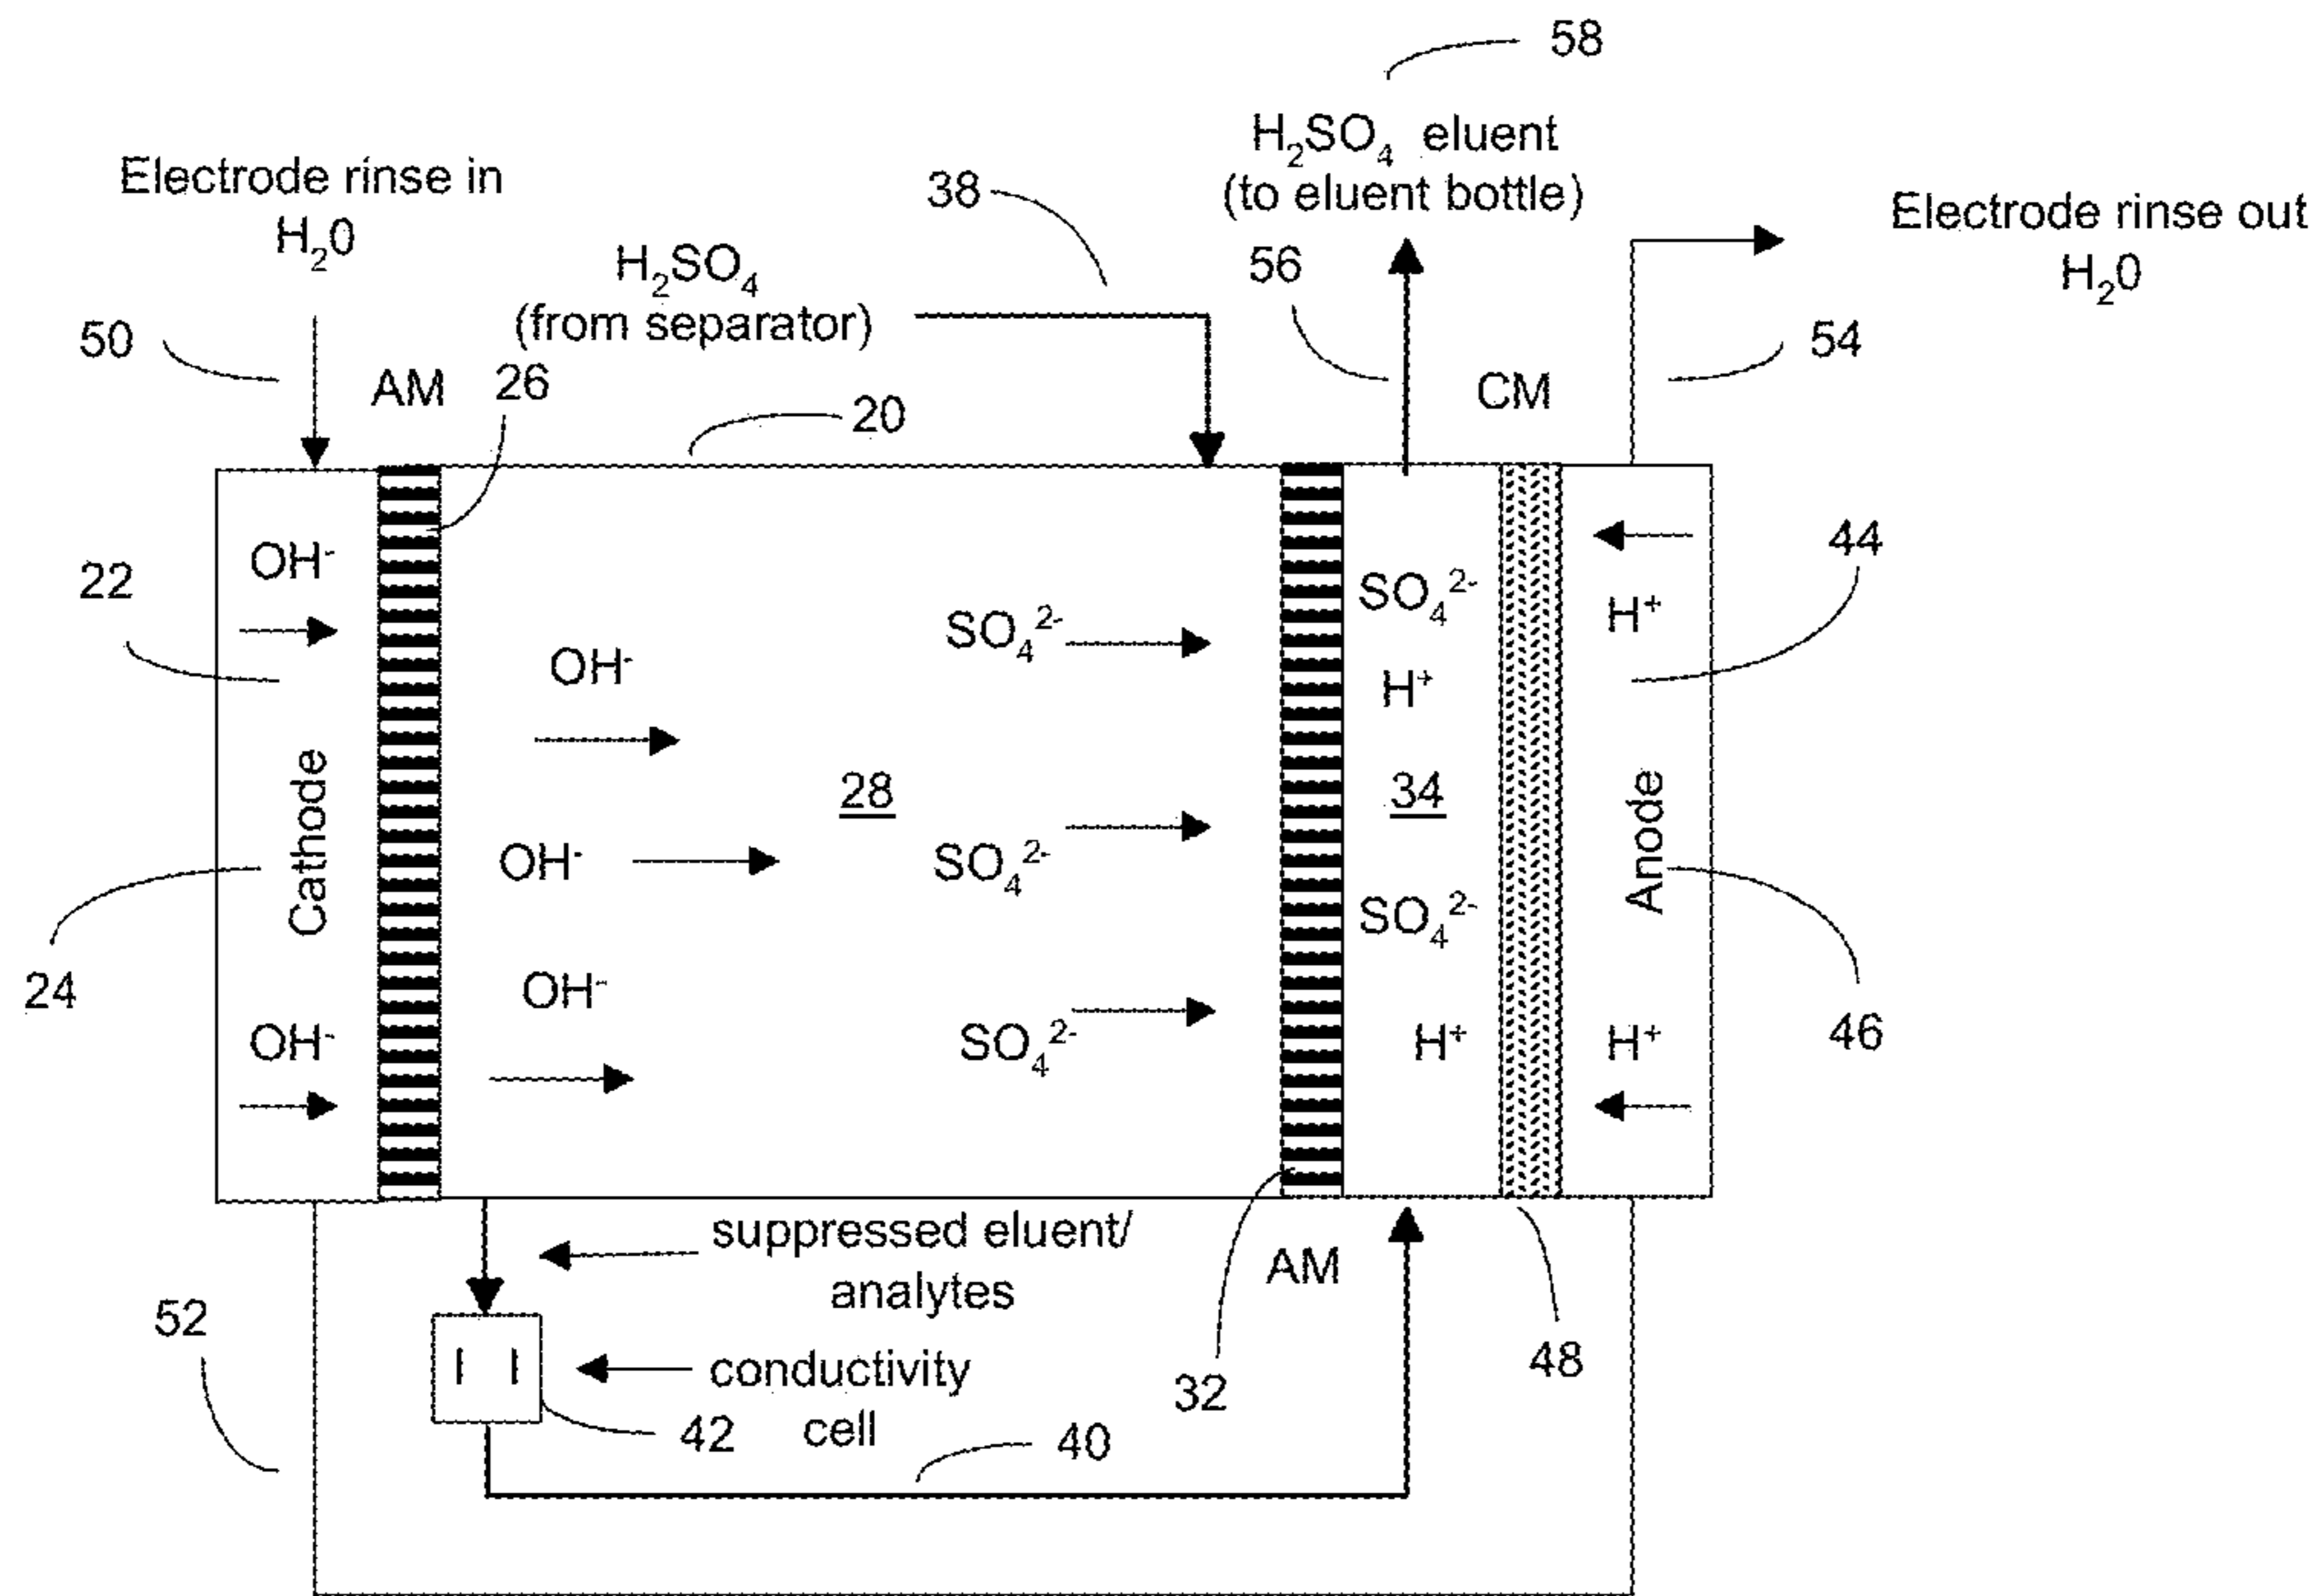 58
H₂SO₄ eluent
(to eluent bottle)
Electrode rinse in
H₂0
38
Electrode rinse out
H₂0
56
H₂SO₄
(from separator)
50
54
AM
26
CM
20
OH⁻
44
22
SO₄²⁻
H⁺
SO₄²⁻
OH⁻
H⁺
28
34
Cathode
Anode
OH⁻
SO₄²⁻
SO₄²⁻
24
OH⁻
46
OH⁻
SO₄²⁻
H⁺
H⁺
suppressed eluent/
analytes
AM
52
conductivity
cell
48
32
42
40